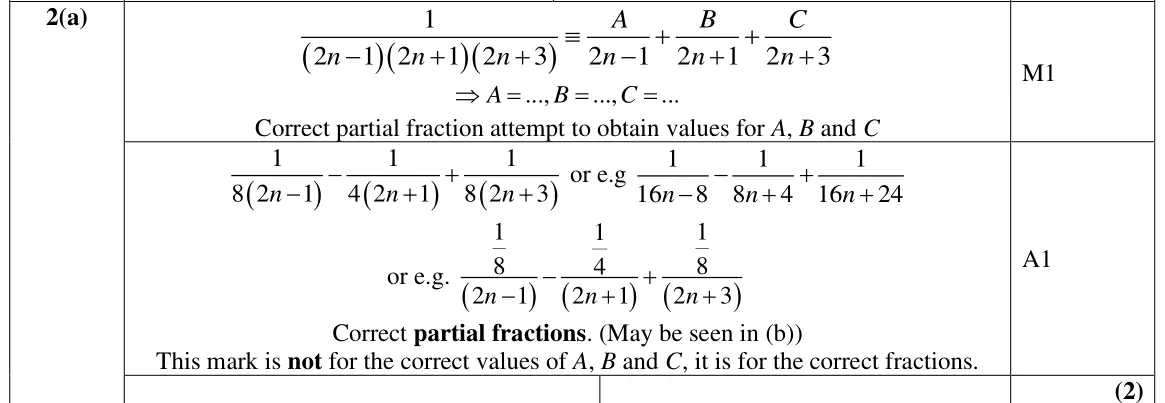 2(a)
1/((2n−1)(2n+1)(2n+3)) ≡ A/(2n−1) + B/(2n+1) + C/(2n+3)
⇒ A = ..., B = ..., C = ...
M1
Correct partial fraction attempt to obtain values for A, B and C
1/(8(2n−1)) − 1/(4(2n+1)) + 1/(8(2n+3)) or e.g 1/(16n−8) − 1/(8n+4) + 1/(16n+24)
or e.g. (1/8)/((2n−1)) − (1/4)/((2n+1)) + (1/8)/((2n+3))
A1
Correct partial fractions. (May be seen in (b))
This mark is not for the correct values of A, B and C, it is for the correct fractions.
(2)